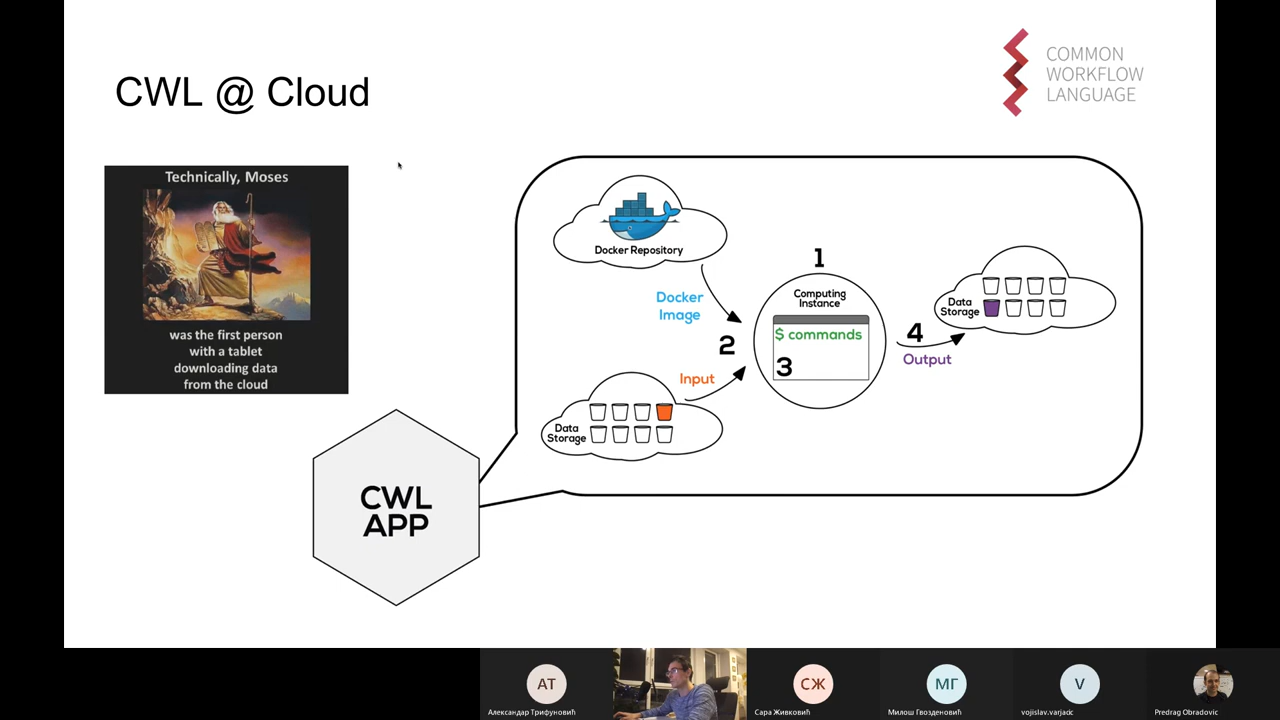 CWL @ Cloud
COMMON
WORKFLOW
LANGUAGE
Technically, Moses
was the first person
with a tablet
downloading data
from the cloud
Docker Repository
Docker
Image
1
Computing
Instance
$ commands
3
2
Input
Data
Storage
4
Output
Data
Storage
CWL
APP
AT
СЖ
МГ
V
Александар Трифуновић
Сара Живковић
Милош Гвозденовић
vojislav.varjacic
Predrag Obradovic